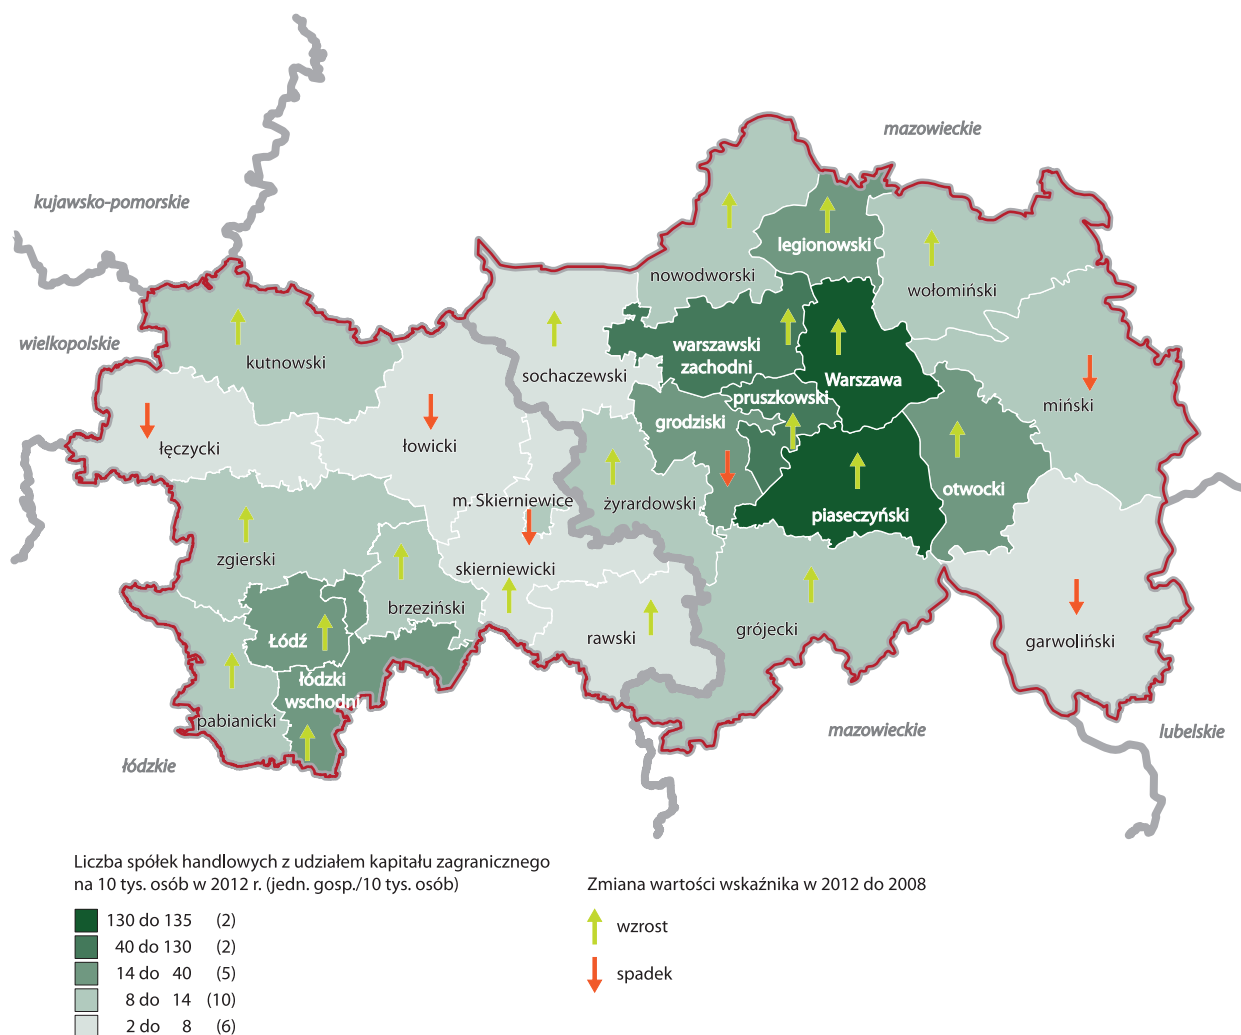 mazowieckie
kujawsko-pomorskie
legionowski
nowodworski
wołomiński
wielkopolskie
kutnowski
warszawski
zachodni
sochaczewski
Warszawa
pruszkowski
miński
grodziski
łęczycki
łowicki
otwocki
m. Skierniewice
żyrardowski
piaseczyński
zgierski
skierniewicki
brzeziński
rawski
grójecki
garwoliński
Łódź
łódzki
wschodni
pabianicki
mazowieckie
lubelskie
łódzkie
Liczba spółek handlowych z udziałem kapitału zagranicznego
na 10 tys. osób w 2012 r. (jedn. gosp./10 tys. osób)
130 do 135 (2)
40 do 130 (2)
14 do 40 (5)
8 do 14 (10)
2 do 8 (6)
Zmiana wartości wskaźnika w 2012 do 2008
wzrost
spadek